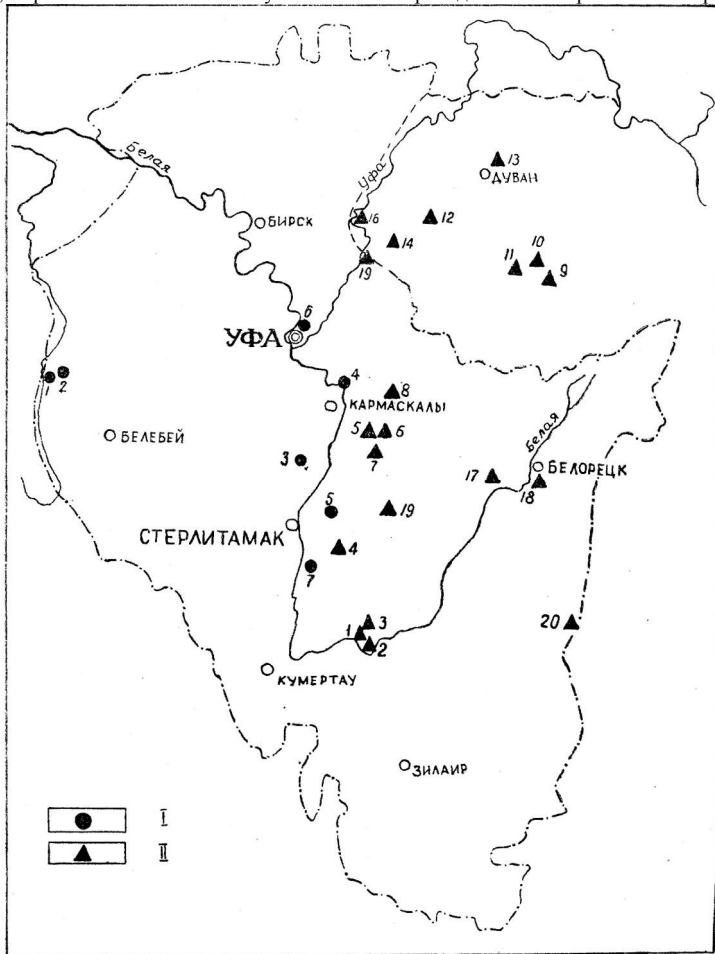 Белая
Уфа
13
ДУВАН
16
12
БИРСК
14
19
11
10
9
6
УФА
4
1
2
8
КАРМАСКАЛЫ
5
6
7
Белая
БЕЛЕБЕЙ
3
17
БЕЛОРЕЦК
18
5
19
СТЕРЛИТАМАК
4
7
3
20
1
2
КУМЕРТАУ
ЗИЛАИР
I
II